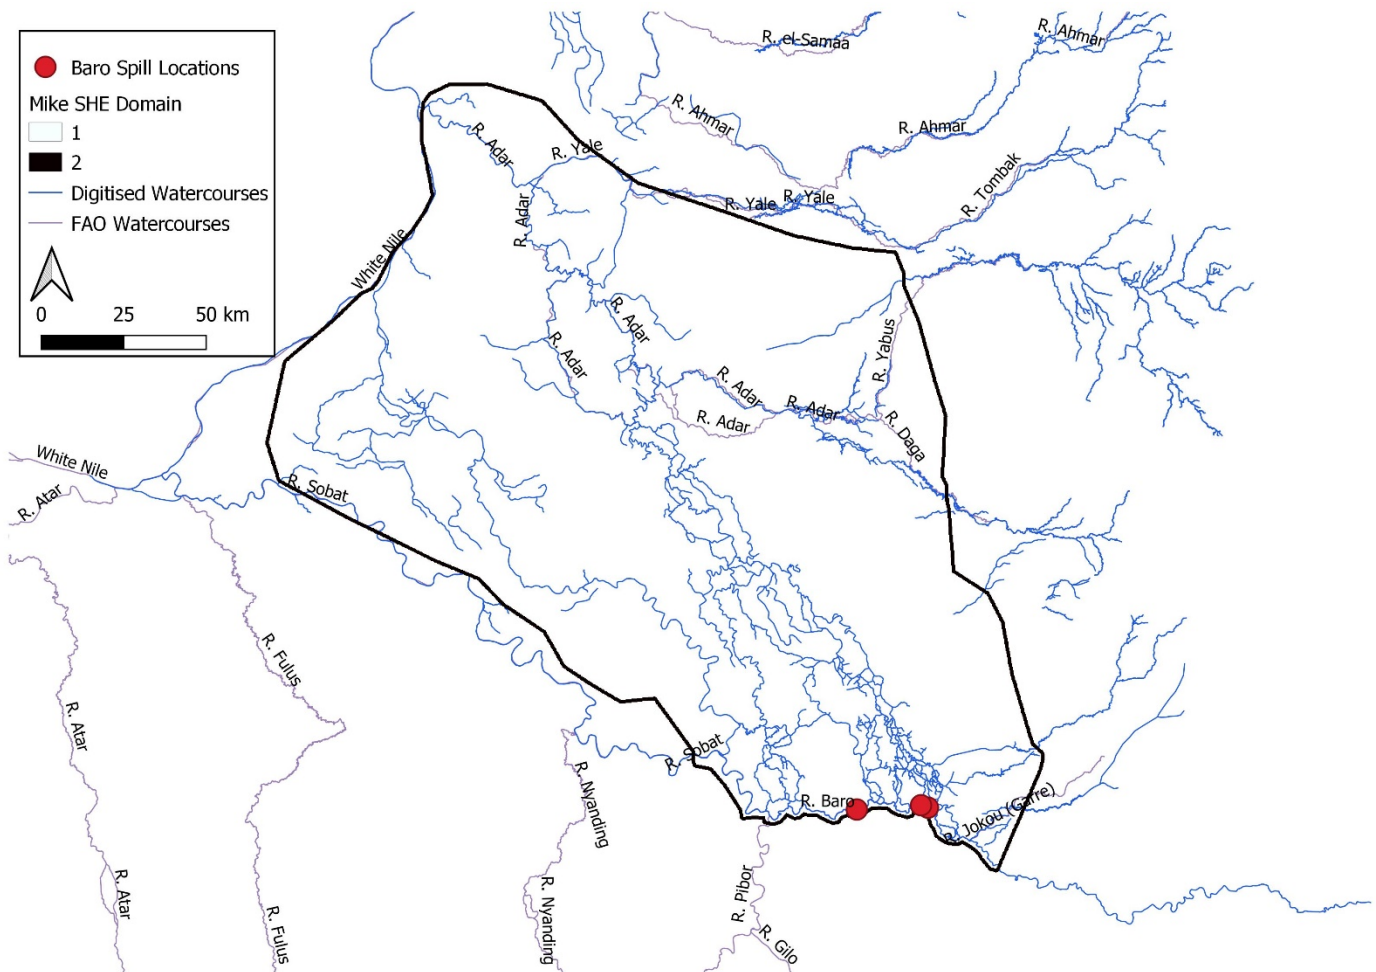 Baro Spill Locations
Mike SHE Domain
1
2
Digitised Watercourses
FAO Watercourses
0 25 50 km
R. el-Samaa
R. Ahmar
R. Ahmar
R. Ahmar
R. Adar
R. Yale
R. Tombak
R. Yale
R. Yale
R. Adar
White Nile
R. Adar
R. Yabus
R. Adar
R. Adar
R. Adar
R. Adar
R. Daga
White Nile
R. Sobat
R. Atar
R. Fulus
R. Atar
R. Sobat
R. Nyanding
R. Baro
R. Jokou (Garre)
R. Atar
R. Fulus
R. Nyanding
R. Pibor
R. Gilo